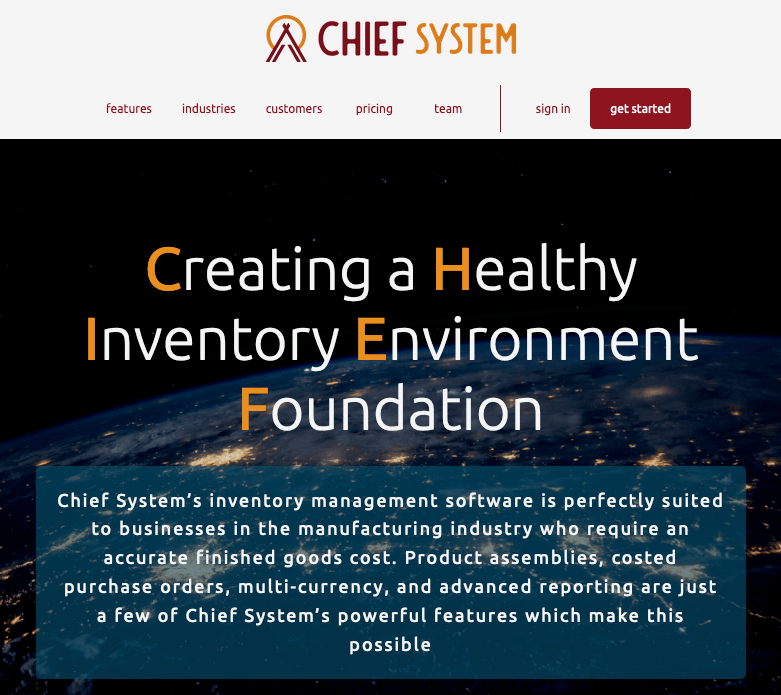 CHIEF SYSTEM
features industries customers pricing team sign in get started
Creating a Healthy
Inventory Environment
Foundation
Chief System’s inventory management software is perfectly suited
to businesses in the manufacturing industry who require an
accurate finished goods cost. Product assemblies, costed
purchase orders, multi-currency, and advanced reporting are just
a few of Chief System’s powerful features which make this
possible